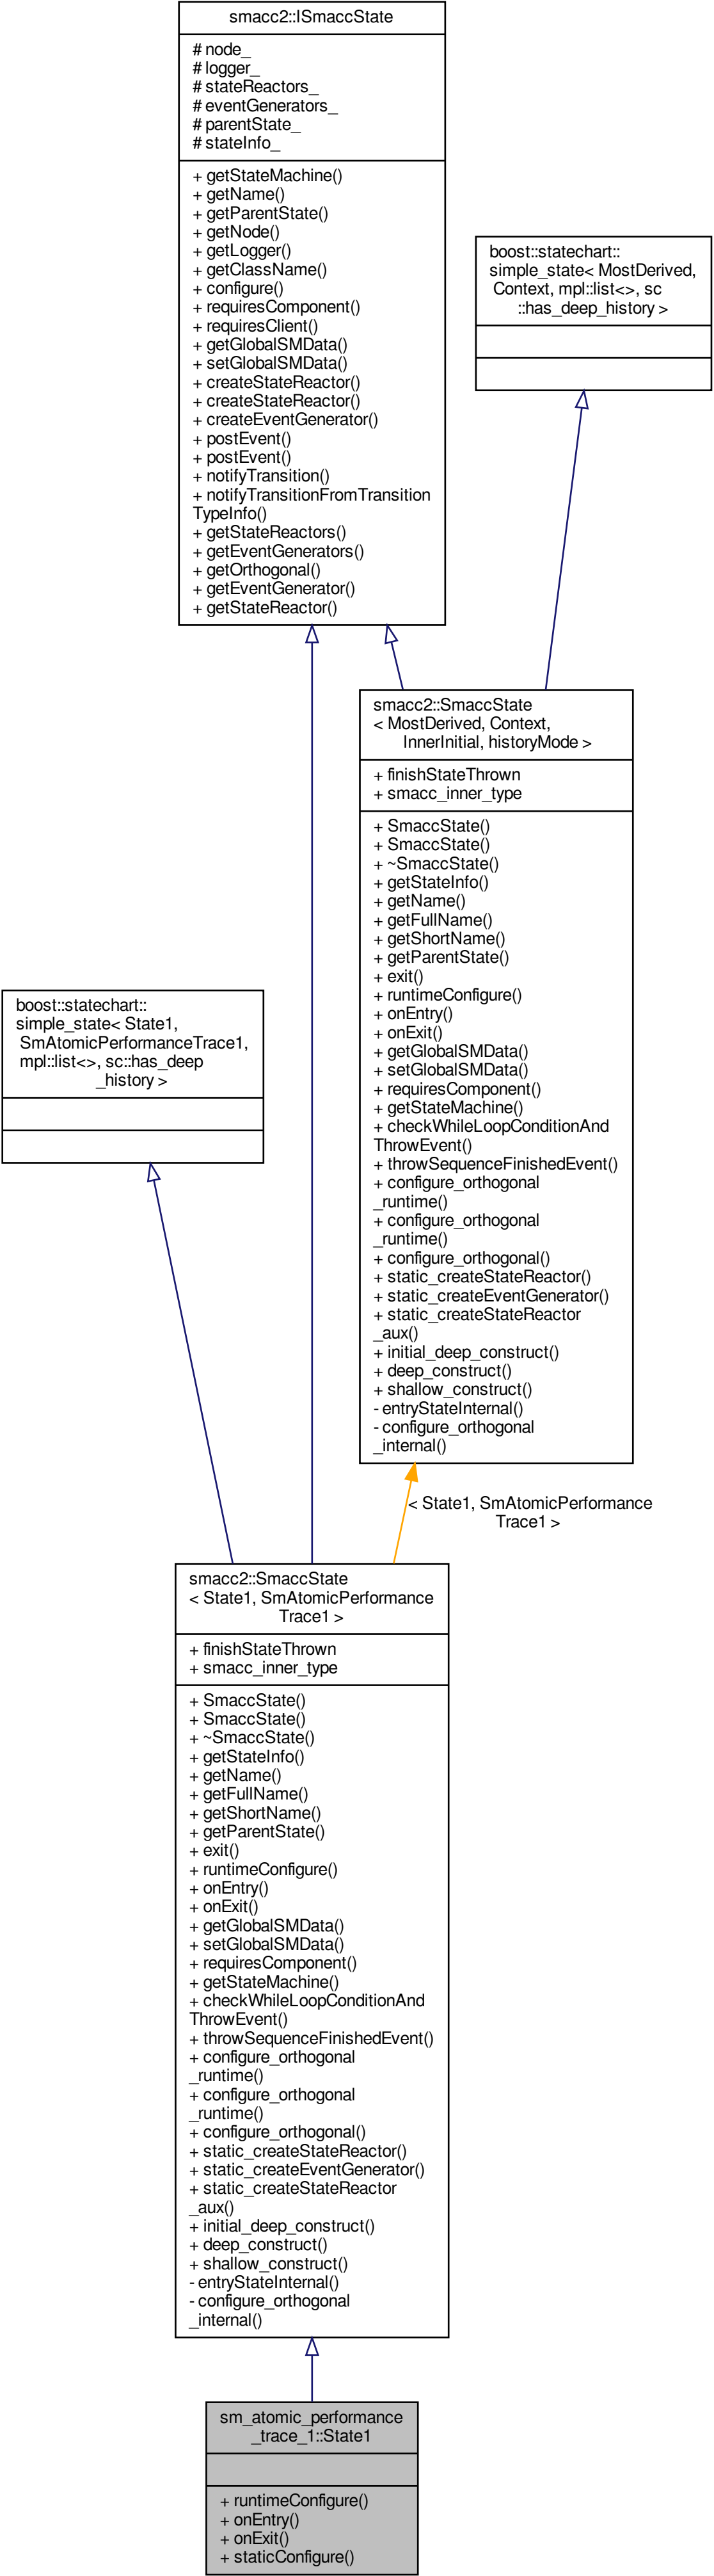 smacc2::ISmaccState
# node_
# logger_
# stateReactors_
# eventGenerators_
# parentState_
# stateInfo_
+ getStateMachine()
+ getName()
+ getParentState()
+ getNode()
+ getLogger()
+ getClassName()
+ configure()
+ requiresComponent()
+ requiresClient()
+ getGlobalSMData()
+ setGlobalSMData()
+ createStateReactor()
+ createStateReactor()
+ createEventGenerator()
+ postEvent()
+ postEvent()
+ notifyTransition()
+ notifyTransitionFromTransition
TypeInfo()
+ getStateReactors()
+ getEventGenerators()
+ getOrthogonal()
+ getEventGenerator()
+ getStateReactor()
boost::statechart::
simple_state< MostDerived,
Context, mpl::list<>, sc
::has_deep_history >
smacc2::SmaccState
< MostDerived, Context,
InnerInitial, historyMode >
+ finishStateThrown
+ smacc_inner_type
+ SmaccState()
+ SmaccState()
+ ~SmaccState()
+ getStateInfo()
+ getName()
+ getFullName()
+ getShortName()
+ getParentState()
+ exit()
+ runtimeConfigure()
+ onEntry()
+ onExit()
+ getGlobalSMData()
+ setGlobalSMData()
+ requiresComponent()
+ getStateMachine()
+ checkWhileLoopConditionAnd
ThrowEvent()
+ throwSequenceFinishedEvent()
+ configure_orthogonal
_runtime()
+ configure_orthogonal
_runtime()
+ configure_orthogonal()
+ static_createStateReactor()
+ static_createEventGenerator()
+ static_createStateReactor
_aux()
+ initial_deep_construct()
+ deep_construct()
+ shallow_construct()
- entryStateInternal()
- configure_orthogonal
_internal()
boost::statechart::
simple_state< State1,
SmAtomicPerformanceTrace1,
mpl::list<>, sc::has_deep
_history >
< State1, SmAtomicPerformance
Trace1 >
smacc2::SmaccState
< State1, SmAtomicPerformance
Trace1 >
+ finishStateThrown
+ smacc_inner_type
+ SmaccState()
+ SmaccState()
+ ~SmaccState()
+ getStateInfo()
+ getName()
+ getFullName()
+ getShortName()
+ getParentState()
+ exit()
+ runtimeConfigure()
+ onEntry()
+ onExit()
+ getGlobalSMData()
+ setGlobalSMData()
+ requiresComponent()
+ getStateMachine()
+ checkWhileLoopConditionAnd
ThrowEvent()
+ throwSequenceFinishedEvent()
+ configure_orthogonal
_runtime()
+ configure_orthogonal
_runtime()
+ configure_orthogonal()
+ static_createStateReactor()
+ static_createEventGenerator()
+ static_createStateReactor
_aux()
+ initial_deep_construct()
+ deep_construct()
+ shallow_construct()
- entryStateInternal()
- configure_orthogonal
_internal()
sm_atomic_performance
_trace_1::State1
+ runtimeConfigure()
+ onEntry()
+ onExit()
+ staticConfigure()